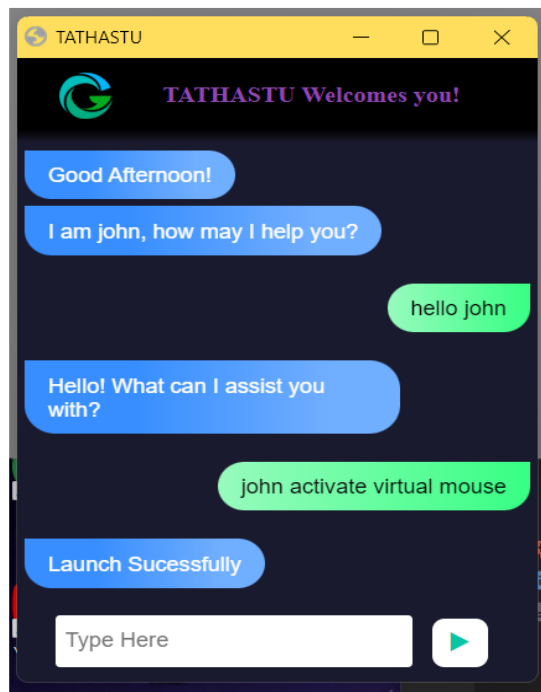 TATHASTU
TATHASTU Welcomes you!
Good Afternoon!
I am john, how may I help you?
hello john
Hello! What can I assist you
with?
john activate virtual mouse
Launch Sucessfully
Type Here